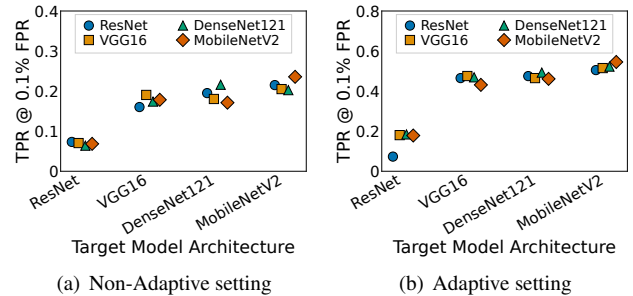 0.4
0.3
0.2
0.1
0.0
TPR @ 0.1% FPR
ResNet
VGG16
DenseNet121
MobileNetV2
ResNet
VGG16
DenseNet121
MobileNetV2
Target Model Architecture
(a) Non-Adaptive setting
0.8
0.6
0.4
0.2
0.0
TPR @ 0.1% FPR
ResNet
VGG16
DenseNet121
MobileNetV2
ResNet
VGG16
DenseNet121
MobileNetV2
Target Model Architecture
(b) Adaptive setting